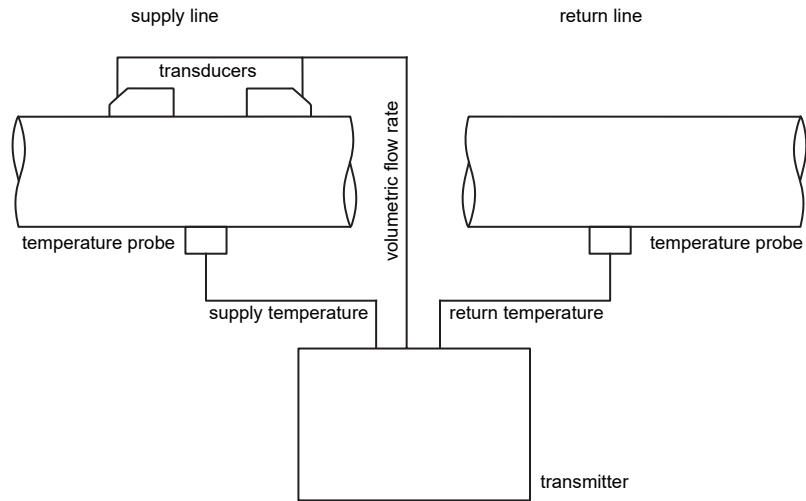 supply line
return line
transducers
volumetric flow rate
temperature probe
temperature probe
supply temperature
return temperature
transmitter